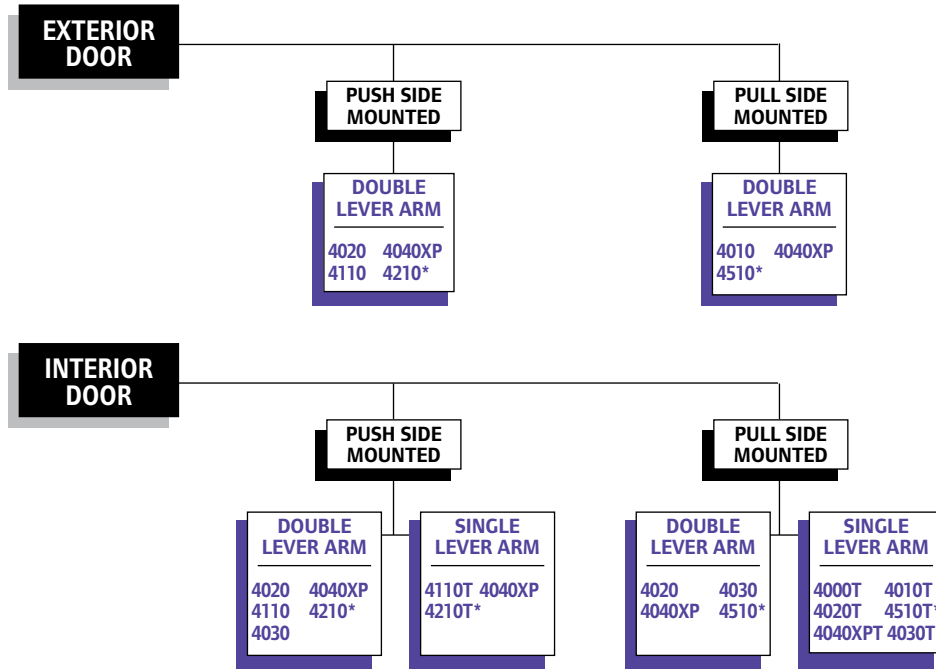 EXTERIOR
DOOR
PUSH SIDE
MOUNTED
PULL SIDE
MOUNTED
DOUBLE
LEVER ARM
4020 4040XP
4110 4210*
DOUBLE
LEVER ARM
4010 4040XP
4510*
INTERIOR
DOOR
PUSH SIDE
MOUNTED
PULL SIDE
MOUNTED
DOUBLE
LEVER ARM
4020 4040XP
4110 4210*
4030
SINGLE
LEVER ARM
4110T 4040XP
4210T*
DOUBLE
LEVER ARM
4020 4030
4040XP 4510*
SINGLE
LEVER ARM
4000T 4010T
4020T 4510T*
4040XPT 4030T